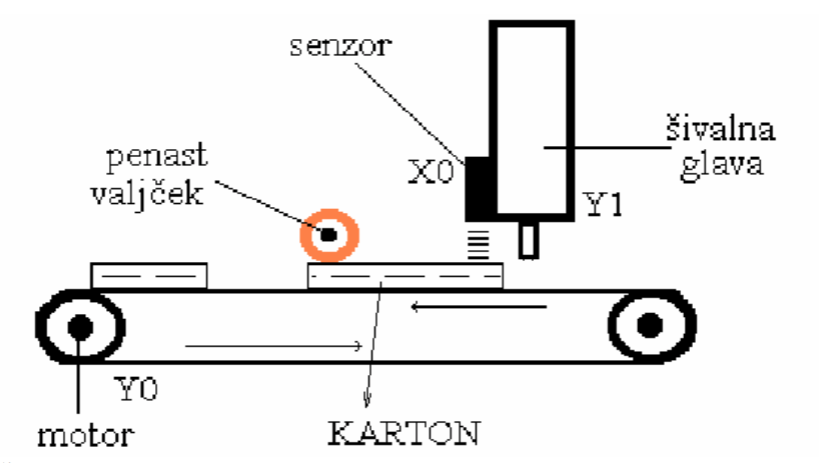 senzor
šivalna
glava
penast
valjček
X0
Y1
Y0
motor
KARTON